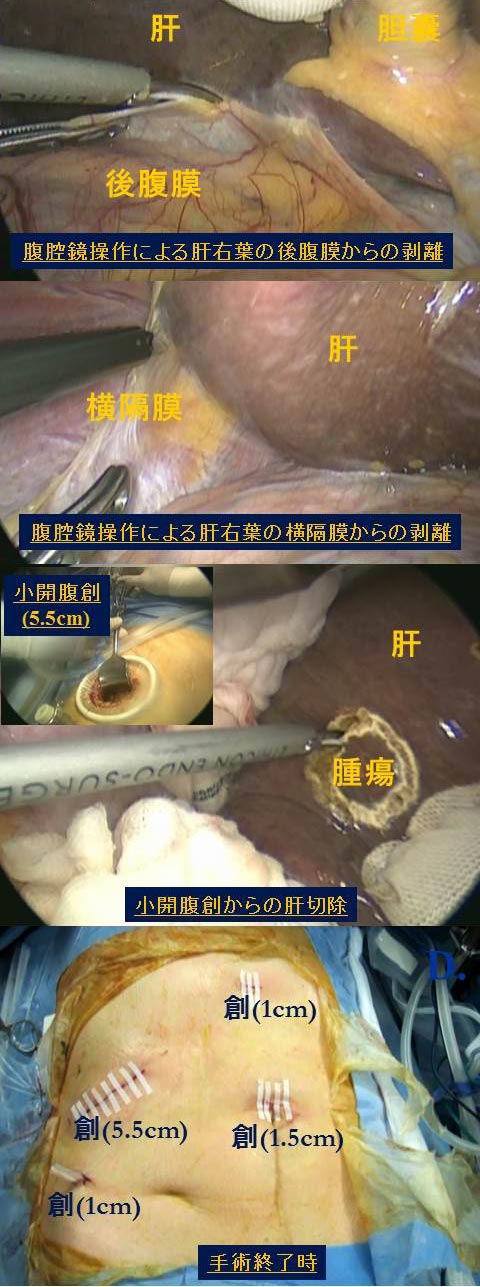 肝
胆嚢
ETHICON
後腹膜
腹腔鏡操作による肝右葉の後腹膜からの剥離
肝
横隔膜
腹腔鏡操作による肝右葉の横隔膜からの剥離
小開腹創
(5.5cm)
肝
腫瘍
ETHICON ENDO-SURGE
小開腹創からの肝切除
D.
創(1cm)
創(5.5cm)
創(1.5cm)
創(1cm)
手術終了時